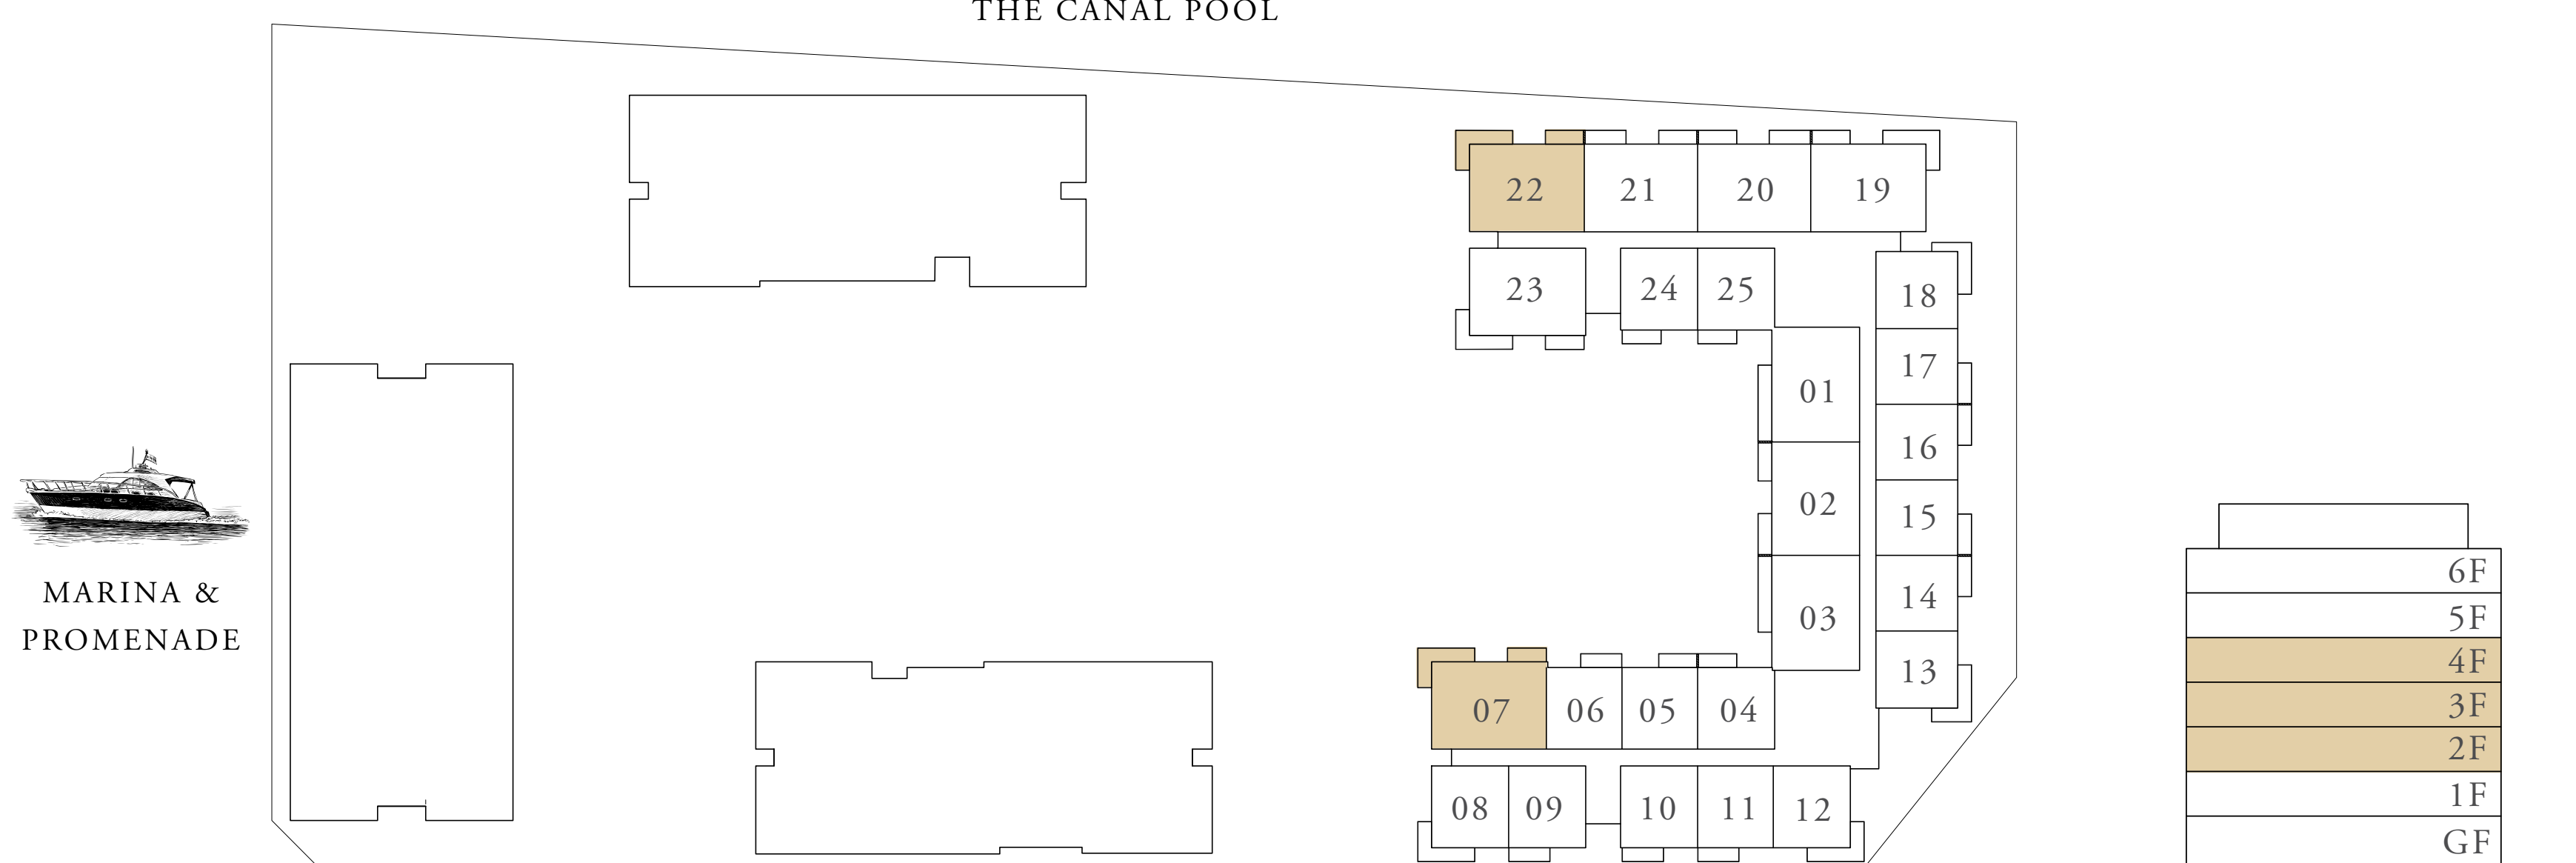 THE CANAL POOL
22 21 20 19
23 24 25
18
17
01
16
02
15
14
03
13
07 06 05 04
08 09 10 11 12
MARINA &
PROMENADE
6F
5F
4F
3F
2F
1F
GF